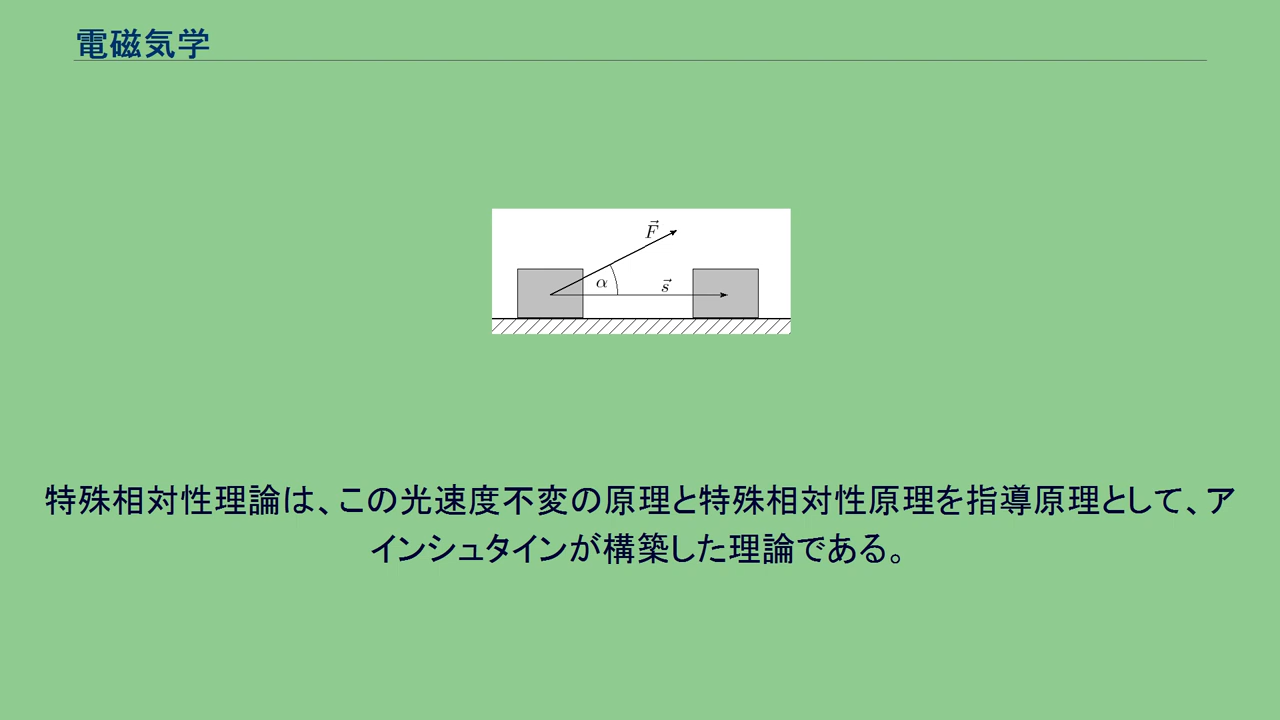 電磁気学
F⃗
α
s⃗
特殊相対性理論は、この光速度不変の原理と特殊相対性原理を指導原理として、ア
インシュタインが構築した理論である。